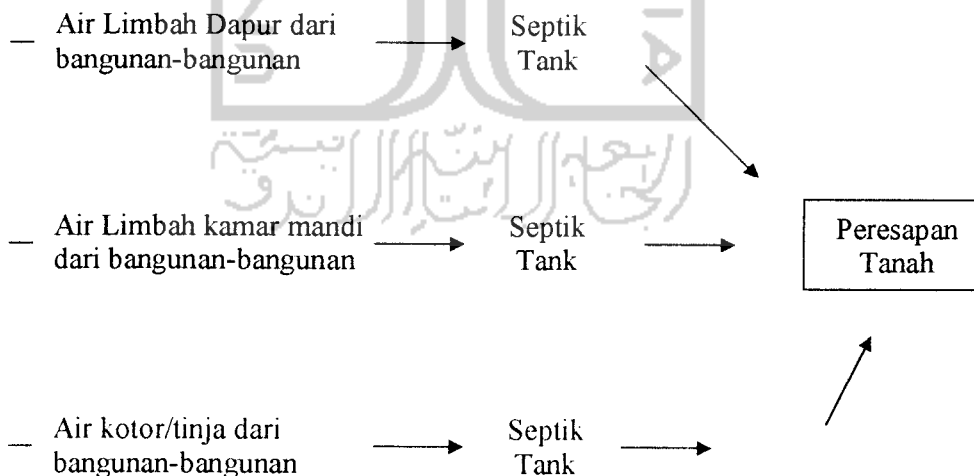 — Air Limbah Dapur dari
bangunan-bangunan
Septik
Tank
— Air Limbah kamar mandi
dari bangunan-bangunan
Septik
Tank
Peresapan
Tanah
— Air kotor/tinja dari
bangunan-bangunan
Septik
Tank